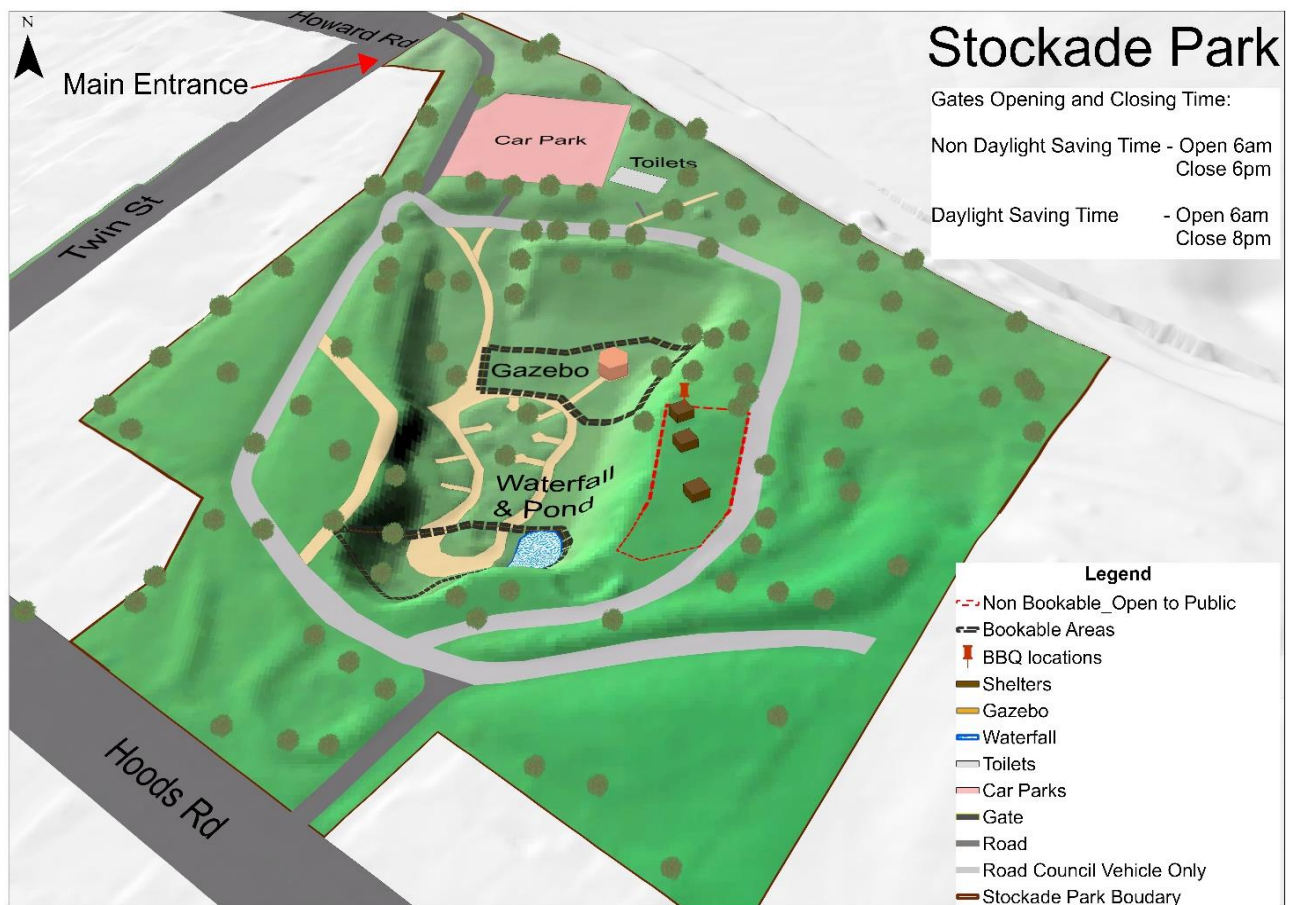 N
Howard Rd
Main Entrance
Stockade Park
Gates Opening and Closing Time:
Non Daylight Saving Time - Open 6am
Close 6pm
Daylight Saving Time - Open 6am
Close 8pm
Car Park
Toilets
Twin St
Gazebo
Waterfall
& Pond
Hoods Rd
Legend
Non Bookable_Open to Public
Bookable Areas
BBQ locations
Shelters
Gazebo
Waterfall
Toilets
Car Parks
Gate
Road
Road Council Vehicle Only
Stockade Park Boudary